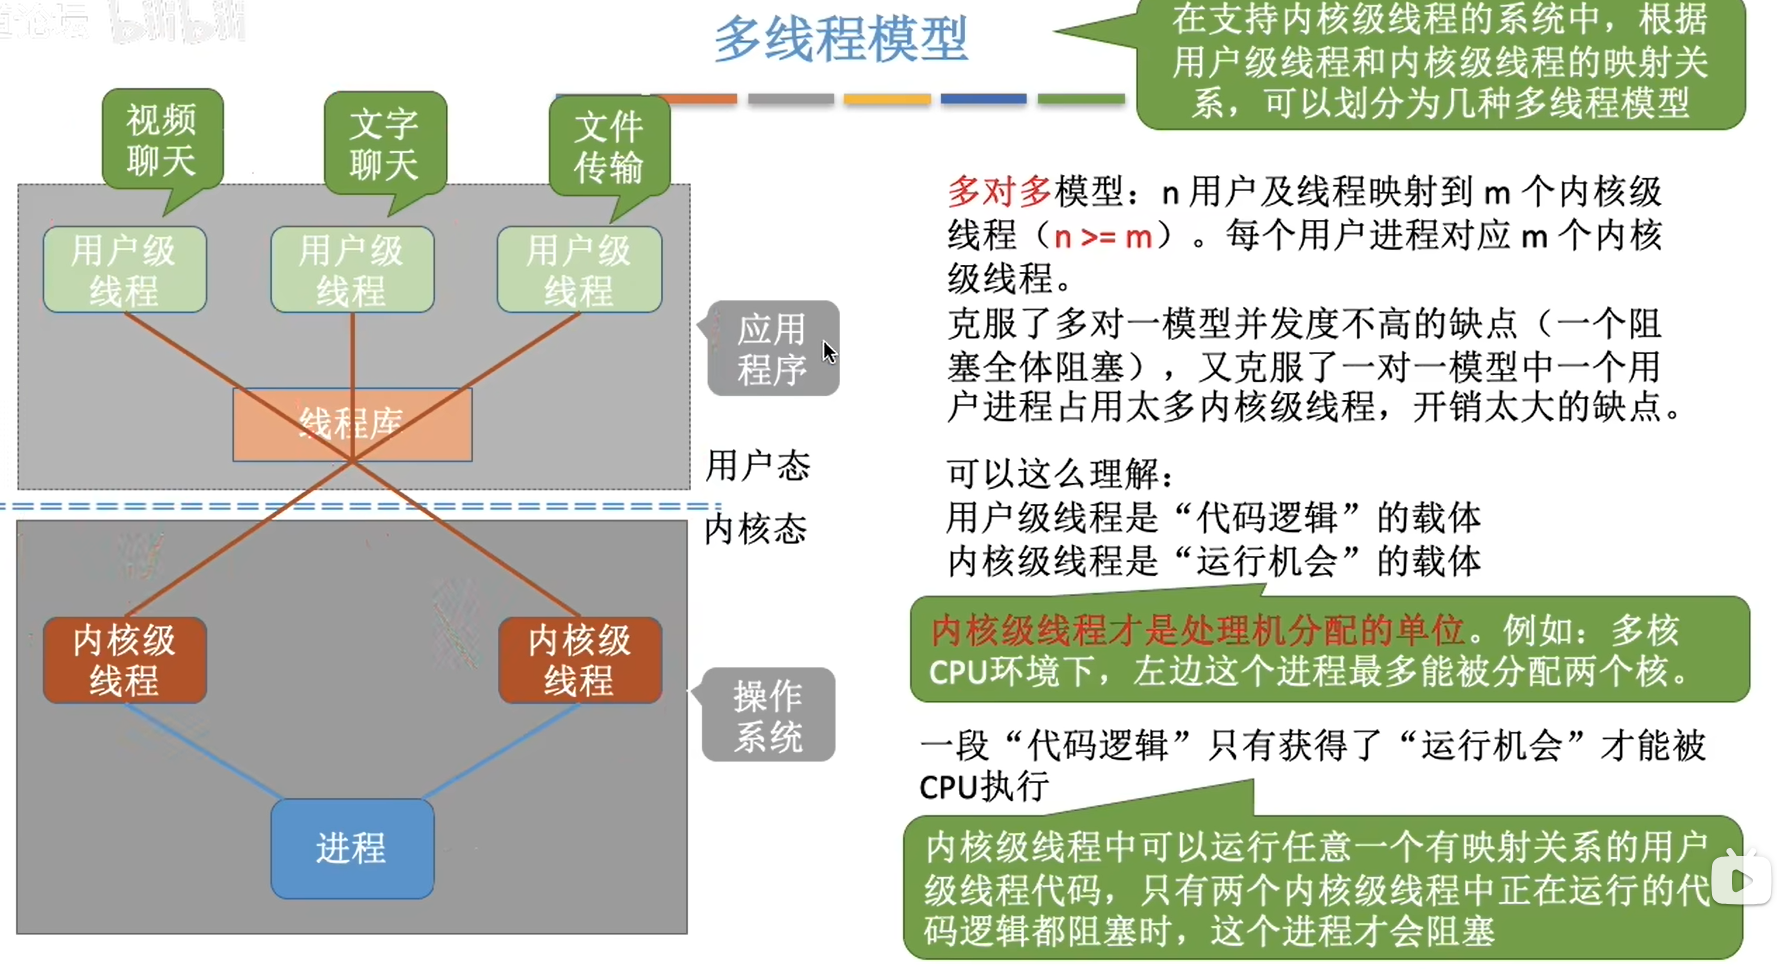 道论坛 bilibili
多线程模型
在支持内核级线程的系统中，根据
用户级线程和内核级线程的映射关
系，可以划分为几种多线程模型
视频
聊天
文字
聊天
文件
传输
用户级
线程
用户级
线程
用户级
线程
线程库
应用
程序
用户态
内核态
内核级
线程
内核级
线程
操作
系统
进程
多对多模型：n 用户及线程映射到 m 个内核级
线程（n >= m）。每个用户进程对应 m 个内核
级线程。
克服了多对一模型并发度不高的缺点（一个阻
塞全体阻塞），又克服了一对一模型中一个用
户进程占用太多内核级线程，开销太大的缺点。
可以这么理解：
用户级线程是“代码逻辑”的载体
内核级线程是“运行机会”的载体
内核级线程才是处理机分配的单位。例如：多核
CPU环境下，左边这个进程最多能被分配两个核。
一段“代码逻辑”只有获得了“运行机会”才能被
CPU执行
内核级线程中可以运行任意一个有映射关系的用户
级线程代码，只有两个内核级线程中正在运行的代
码逻辑都阻塞时，这个进程才会阻塞